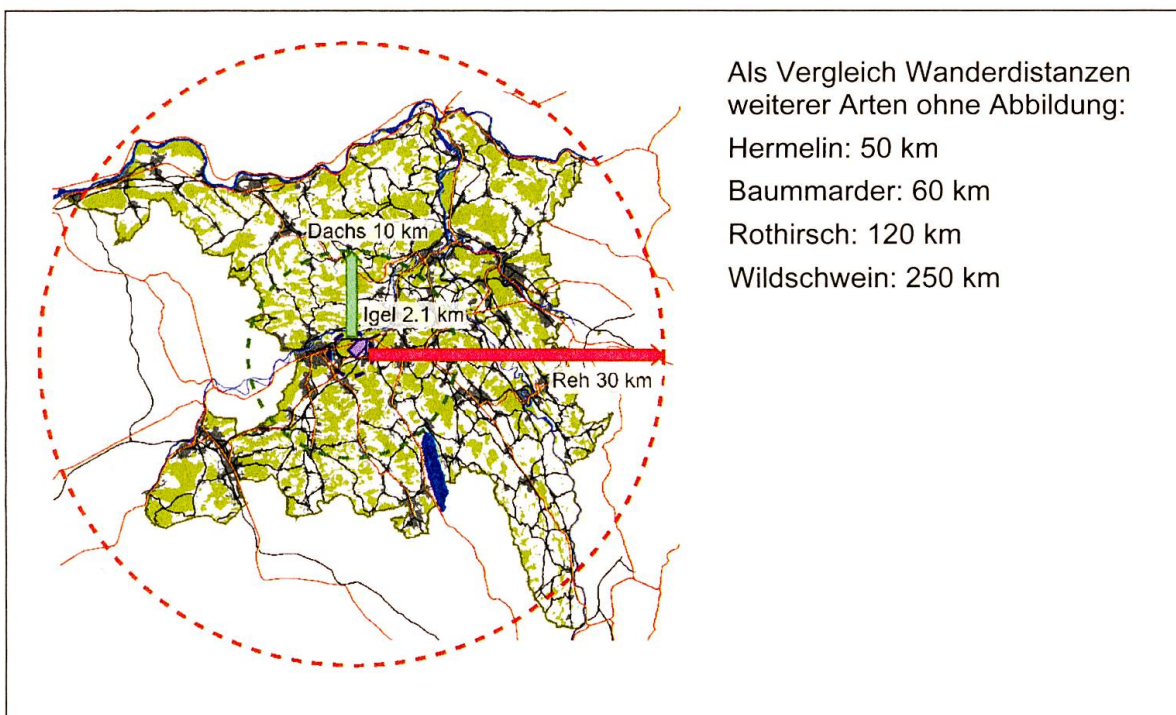 Als Vergleich Wanderdistanzen
weiterer Arten ohne Abbildung:
Hermelin: 50 km
Baummarder: 60 km
Rothirsch: 120 km
Wildschwein: 250 km
Dachs 10 km
Igel 2.1 km
Reh 30 km